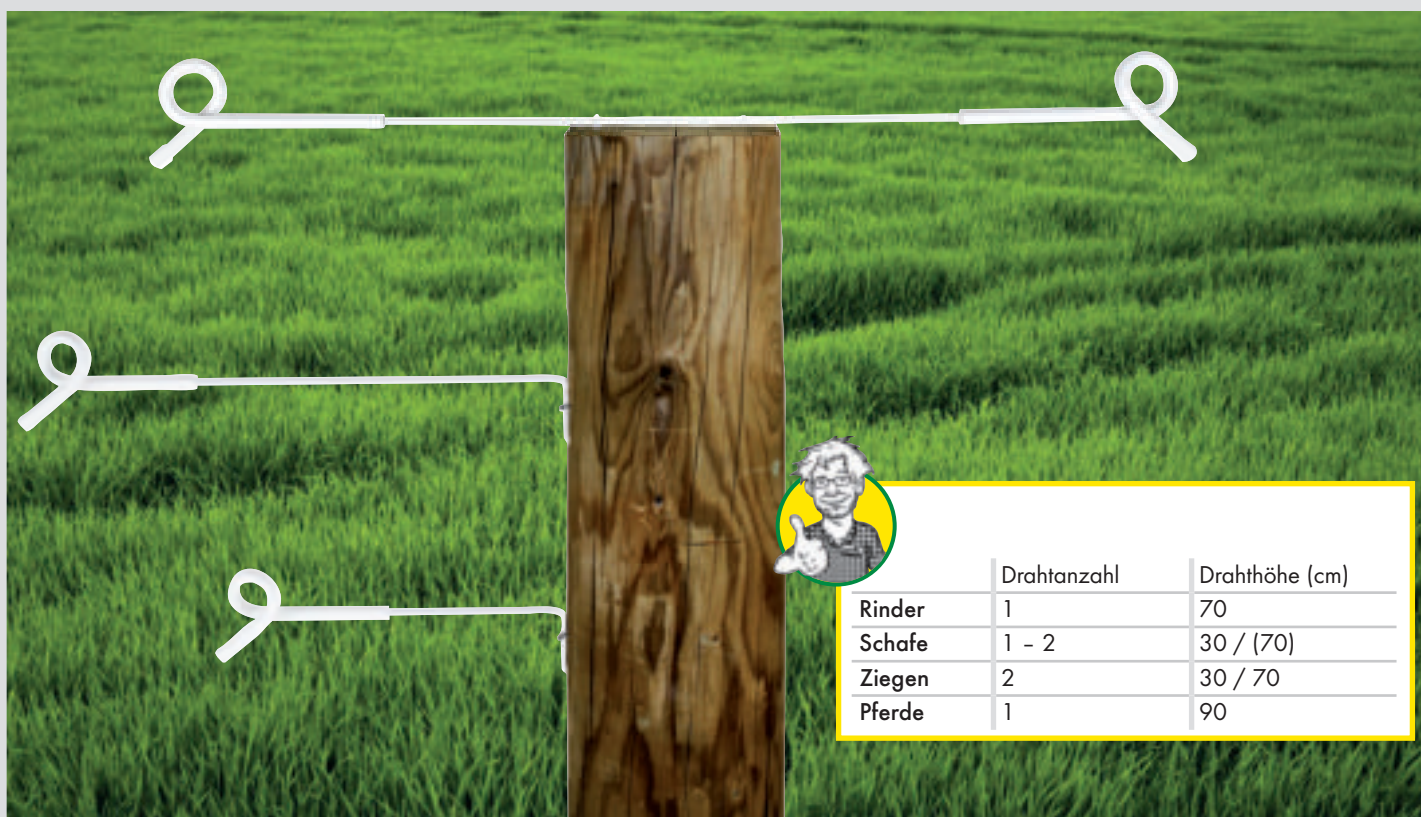 Drahtanzahl Drahthöhe (cm)
Rinder 1 70
Schafe 1 – 2 30 / (70)
Ziegen 2 30 / 70
Pferde 1 90